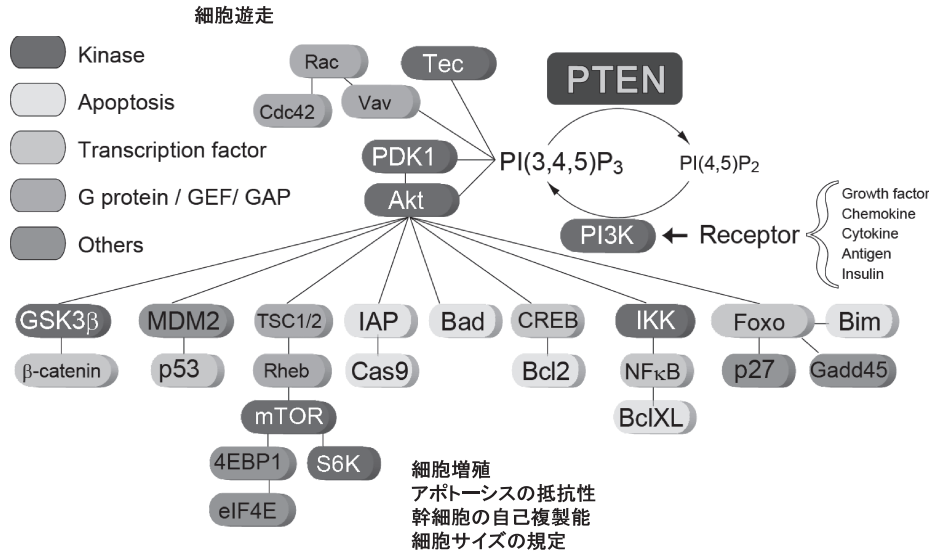 細胞遊走
Kinase
Apoptosis
Transcription factor
G protein / GEF/ GAP
Others
Rac
Tec
Cdc42
Vav
PTEN
PDK1
PI(3,4,5)P3
PI(4,5)P2
Akt
PI3K
Receptor
Growth factor
Chemokine
Cytokine
Antigen
Insulin
GSK3β
MDM2
TSC1/2
IAP
Bad
CREB
IKK
Foxo
Bim
β-catenin
p53
Rheb
Cas9
Bcl2
NFκB
p27
Gadd45
mTOR
BclXL
4EBP1
S6K
eIF4E
細胞増殖
アポトーシスの抵抗性
幹細胞の自己複製能
細胞サイズの規定